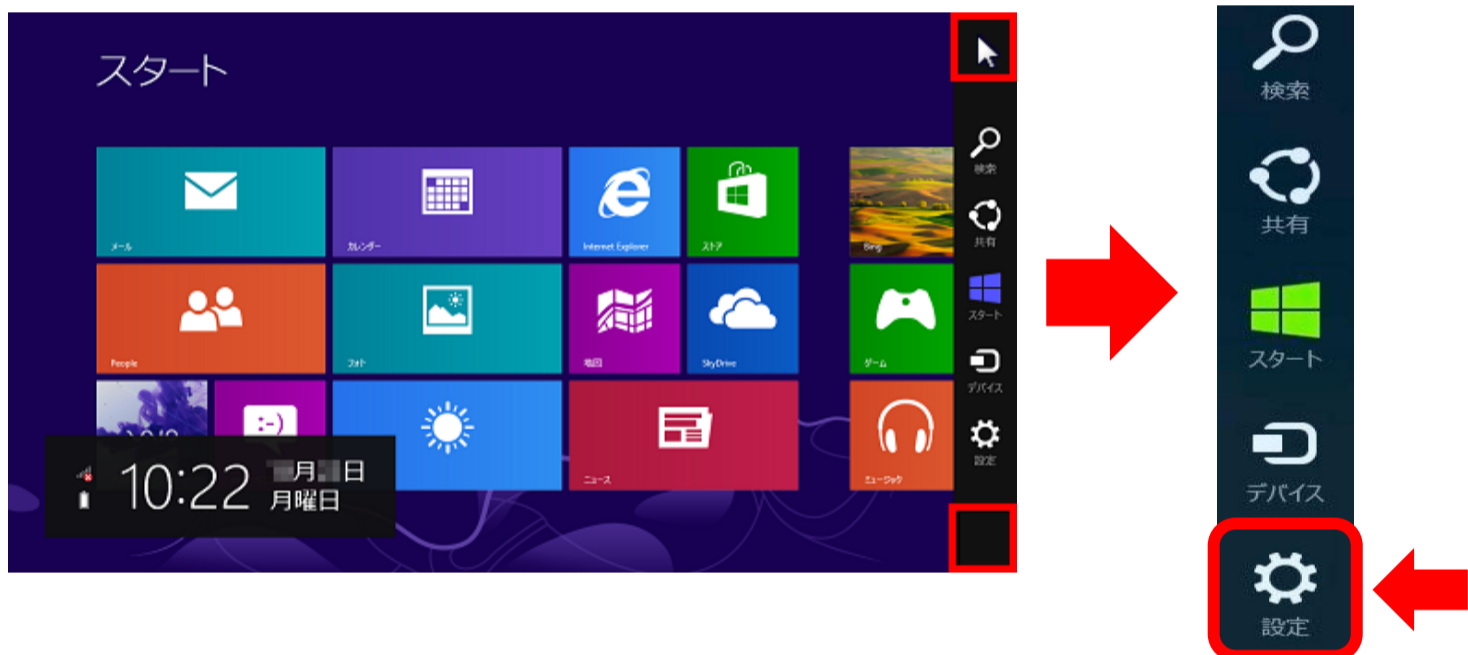 スタート
検索
共有
スタート
デバイス
設定
メール
カレンダー
Internet Explorer
ストア
Bing
People
フォト
地図
SkyDrive
ゲーム
:-)
ニュース
ミュージック
10:22
月 日
月曜日
検索
共有
スタート
デバイス
設定